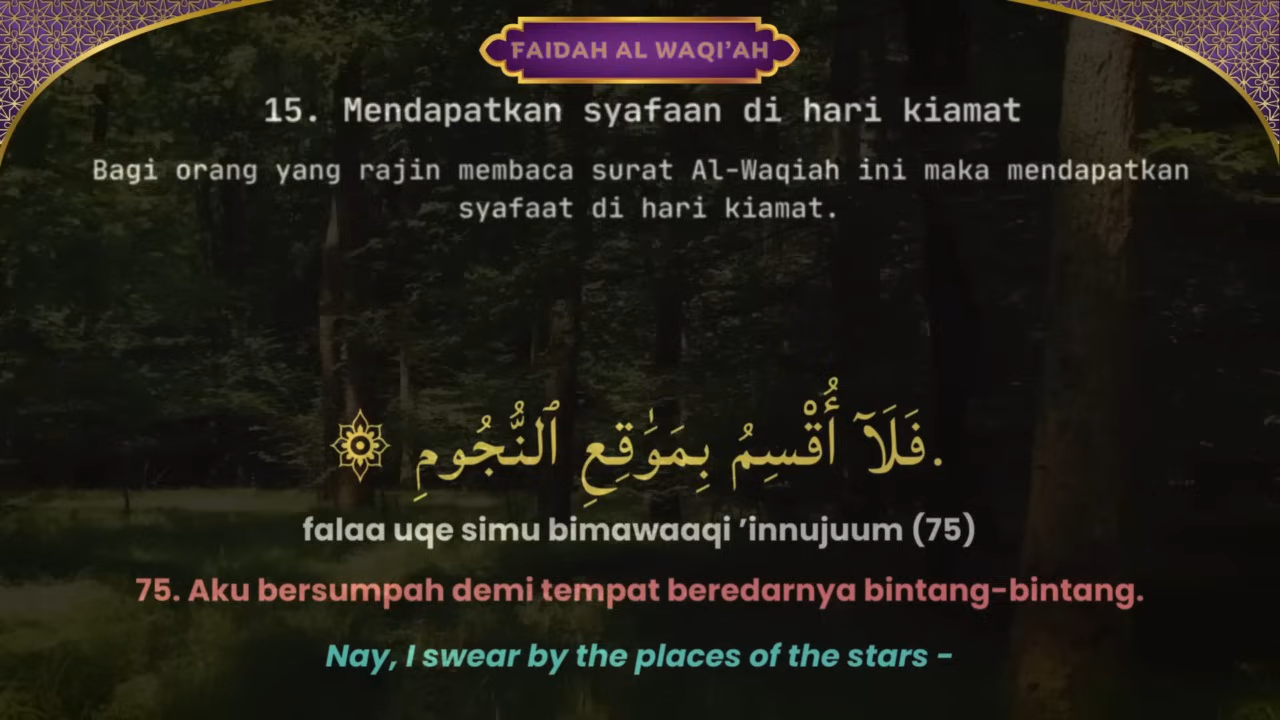 FAIDAH AL WAQI'AH
15. Mendapatkan syafaan di hari kiamat
Bagi orang yang rajin membaca surat Al-Waqiah ini maka mendapatkan
syafaat di hari kiamat.
.فَلَآ أُقْسِمُ بِمَوَٰقِعِ ٱلنُّجُومِ
falaa uqe simu bimawaaqi 'innujuum (75)
75. Aku bersumpah demi tempat beredarnya bintang-bintang.
Nay, I swear by the places of the stars -